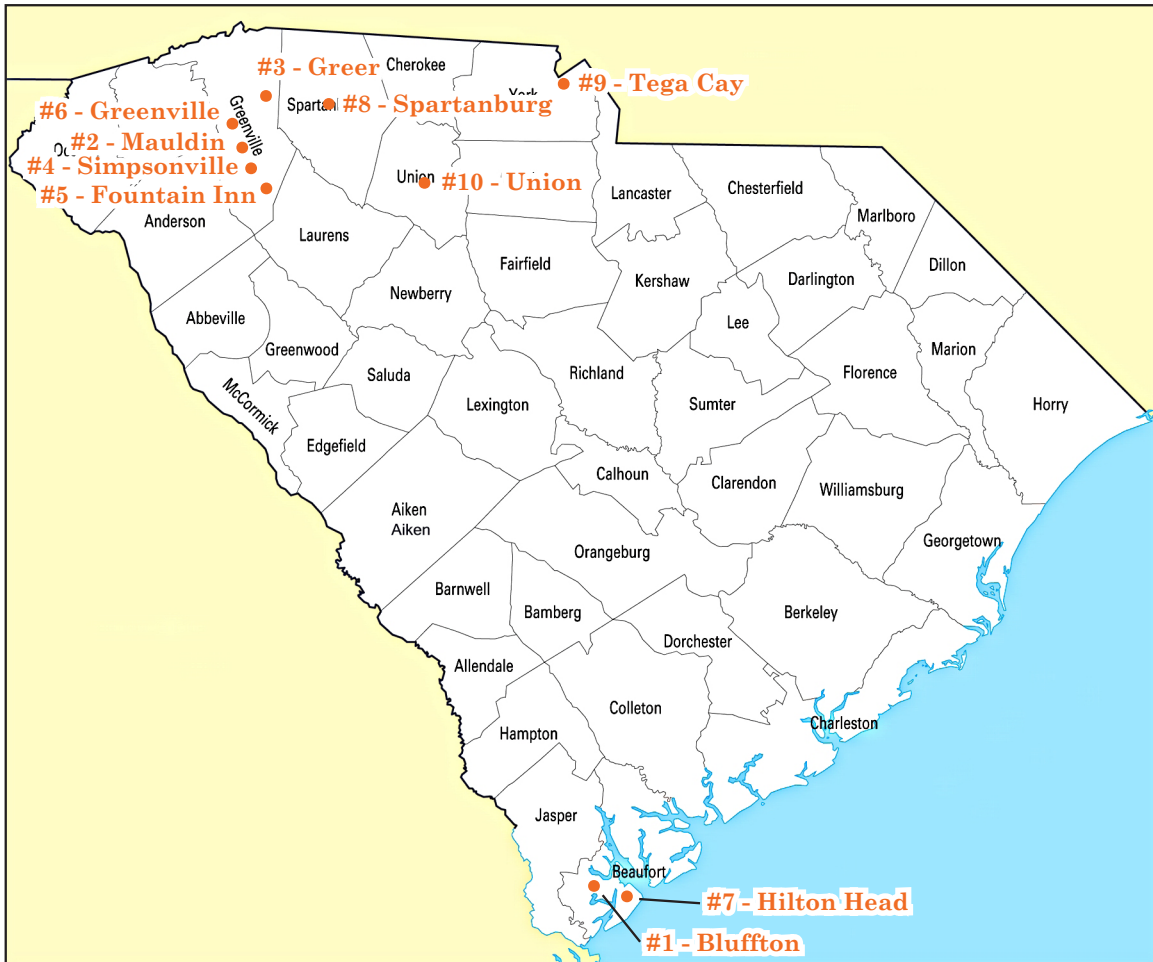 Cherokee
#3 - Greer
York
#9 - Tega Cay
Spartan
#8 - Spartanburg
#6 - Greenville
Greenville
#2 - Mauldin
#4 - Simpsonville
#5 - Fountain Inn
Union
#10 - Union
Lancaster
Chesterfield
Marlboro
Anderson
Laurens
Fairfield
Kershaw
Darlington
Dillon
Newberry
Abbeville
Lee
Greenwood
Marion
Saluda
Richland
Florence
McCormick
Lexington
Sumter
Horry
Edgefield
Calhoun
Clarendon
Williamsburg
Aiken
Aiken
Orangeburg
Georgetown
Barnwell
Bamberg
Berkeley
Dorchester
Allendale
Colleton
Hampton
Charleston
Jasper
Beaufort
#7 - Hilton Head
#1 - Bluffton